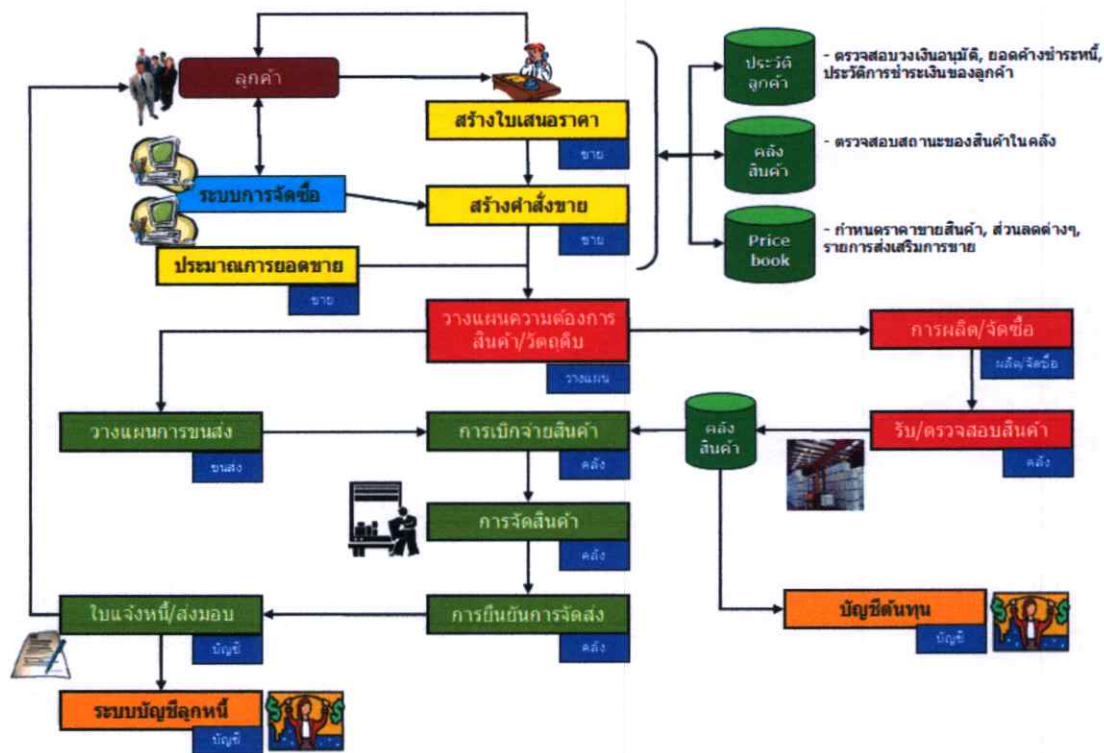 ลูกค้า
สร้างใบเสนอราคา
ขาย
ประวัติ
ลูกค้า
- ตรวจสอบวงเงินอนุมัติ, ยอดค้างชำระหนี้,
ประวัติการชำระเงินของลูกค้า
คลัง
สินค้า
- ตรวจสอบสถานะของสินค้าในคลัง
ระบบการจัดซื้อ
สร้างคำสั่งขาย
ขาย
Price
book
- กำหนดราคาขายสินค้า, ส่วนลดต่างๆ,
รายการส่งเสริมการขาย
ประมาณการยอดขาย
ขาย
วางแผนความต้องการ
สินค้า/วัตถุดิบ
วางแผน
การผลิต/จัดซื้อ
ผลิต/จัดซื้อ
วางแผนการขนส่ง
ขนส่ง
การเบิกจ่ายสินค้า
คลัง
คลัง
สินค้า
รับ/ตรวจสอบสินค้า
คลัง
การจัดสินค้า
คลัง
ใบแจ้งหนี้/ส่งมอบ
บัญชี
การยืนยันการจัดส่ง
คลัง
บัญชีต้นทุน
บัญชี
ระบบบัญชีลูกหนี้
บัญชี